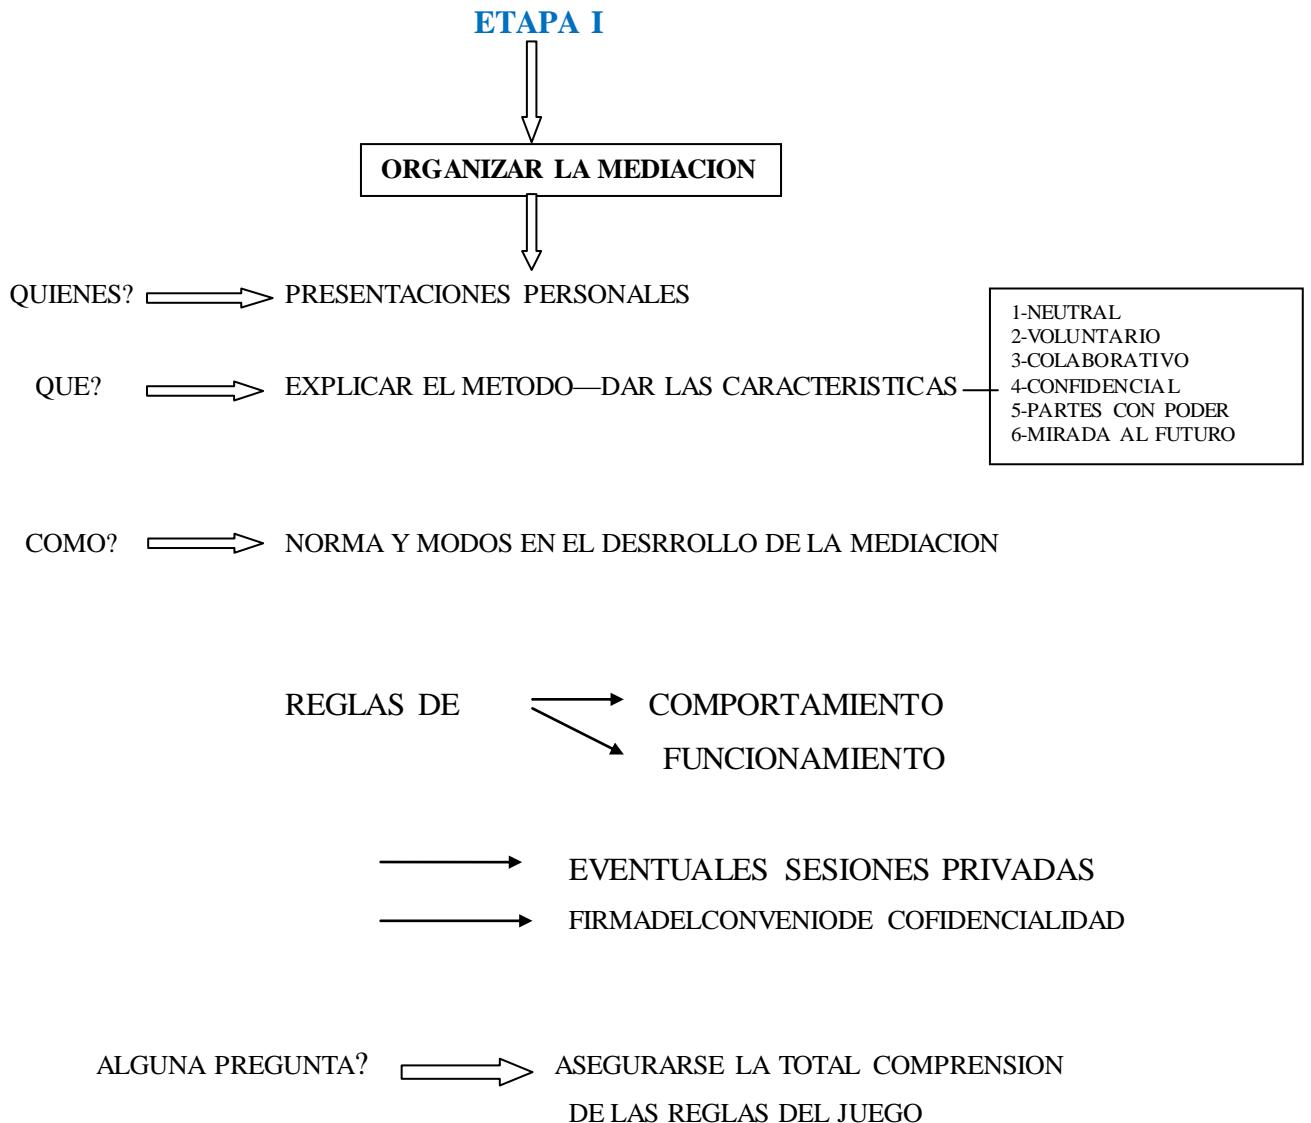 ETAPA I
ORGANIZAR LA MEDIACION
QUIENES? PRESENTACIONES PERSONALES
QUE? EXPLICAR EL METODO—DAR LAS CARACTERISTICAS
1-NEUTRAL
2-VOLUNTARIO
3-COLABORATIVO
4-CONFIDENCIAL
5-PARTES CON PODER
6-MIRADA AL FUTURO
COMO? NORMA Y MODOS EN EL DESRROLLO DE LA MEDIACION
REGLAS DE COMPORTAMIENTO
FUNCIONAMIENTO
EVENTUALES SESIONES PRIVADAS
FIRMADELCONVENIODE COFIDENCIALIDAD
ALGUNA PREGUNTA? ASEGURARSE LA TOTAL COMPRENSION
DE LAS REGLAS DEL JUEGO